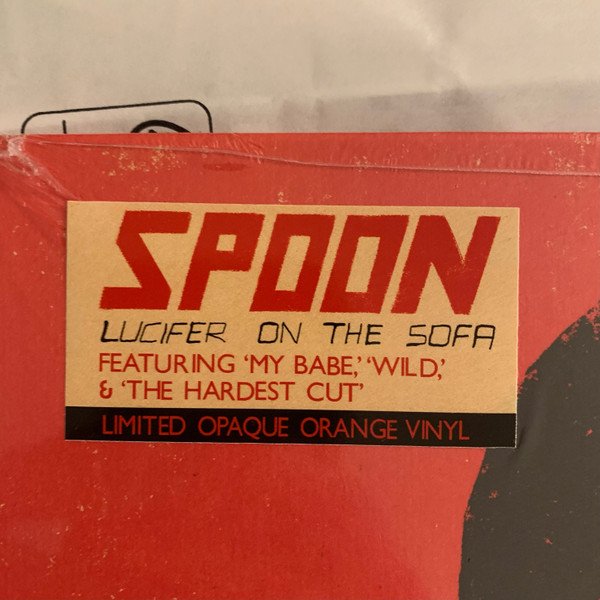 SPOON
LUCIFER ON THE SOFA
FEATURING ‘MY BABE,’ ‘WILD,’
& ‘THE HARDEST CUT’
LIMITED OPAQUE ORANGE VINYL